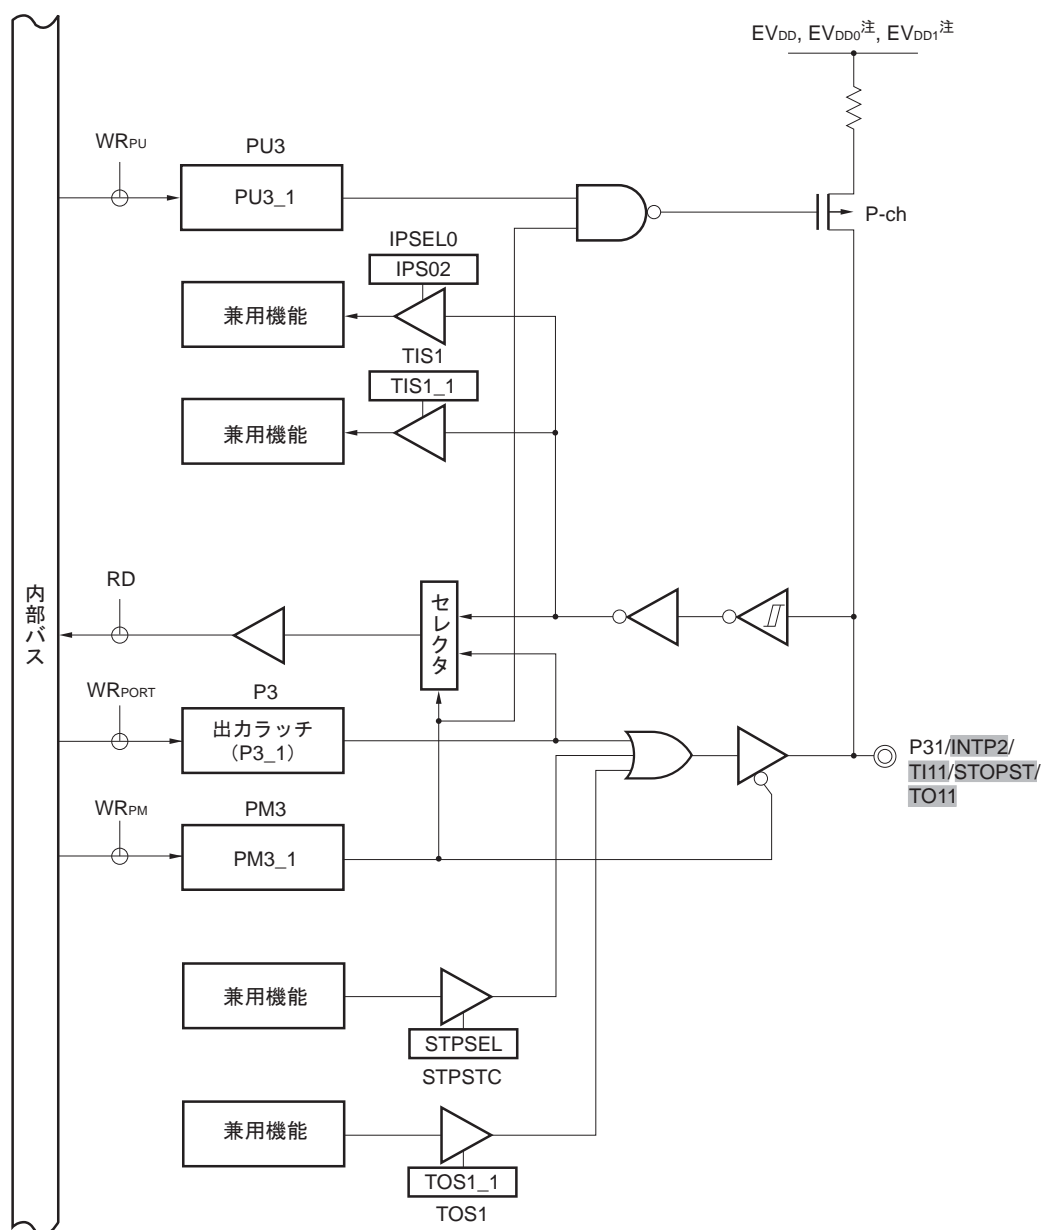 EVDD, EVDD0注, EVDD1注
WRPU
PU3
PU3_1
P-ch
IPSEL0
IPS02
兼用機能
TIS1
TIS1_1
兼用機能
内部バス
RD
セレクタ
WRPORT
P3
出力ラッチ
(P3_1)
P31/INTP2/
TI11/STOPST/
TO11
WRPM
PM3
PM3_1
兼用機能
STPSEL
STPSTC
兼用機能
TOS1_1
TOS1